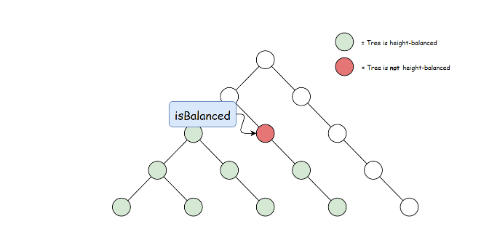 = Tree is height-balanced
= Tree is not height-balanced
isBalanced